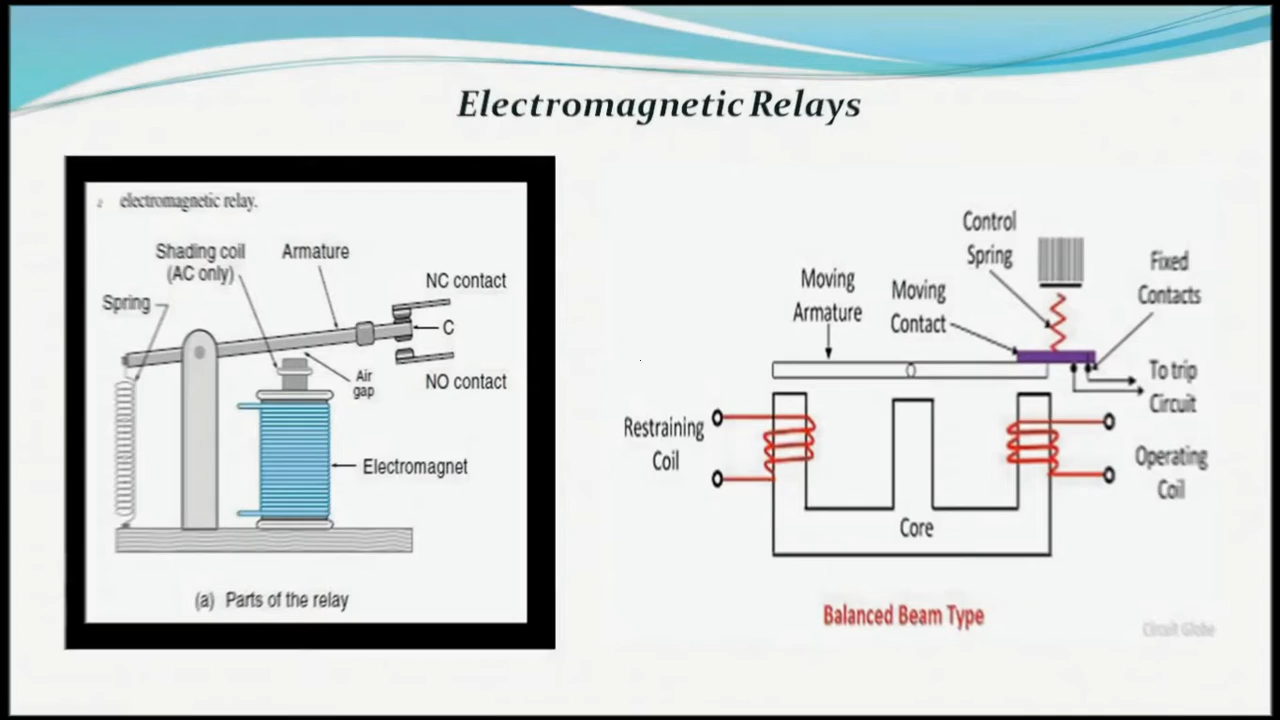 Electromagnetic Relays
electromagnetic relay.
Shading coil
(AC only)
Armature
NC contact
Spring
C
Air
gap
NO contact
Electromagnet
(a) Parts of the relay
Control
Spring
Fixed
Contacts
Moving
Armature
Moving
Contact
To trip
Circuit
Restraining
Coil
Operating
Coil
Core
Balanced Beam Type
Circuit Globe